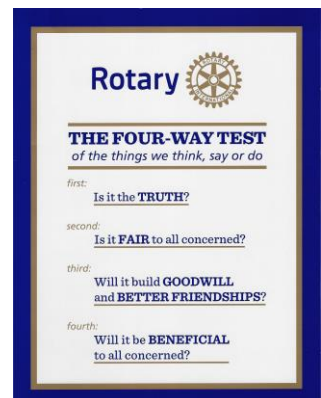 Rotary
ROTARY
INTERNATIONAL
THE FOUR-WAY TEST
of the things we think, say or do
first:
Is it the TRUTH?
second:
Is it FAIR to all concerned?
third:
Will it build GOODWILL
and BETTER FRIENDSHIPS?
fourth:
Will it be BENEFICIAL
to all concerned?